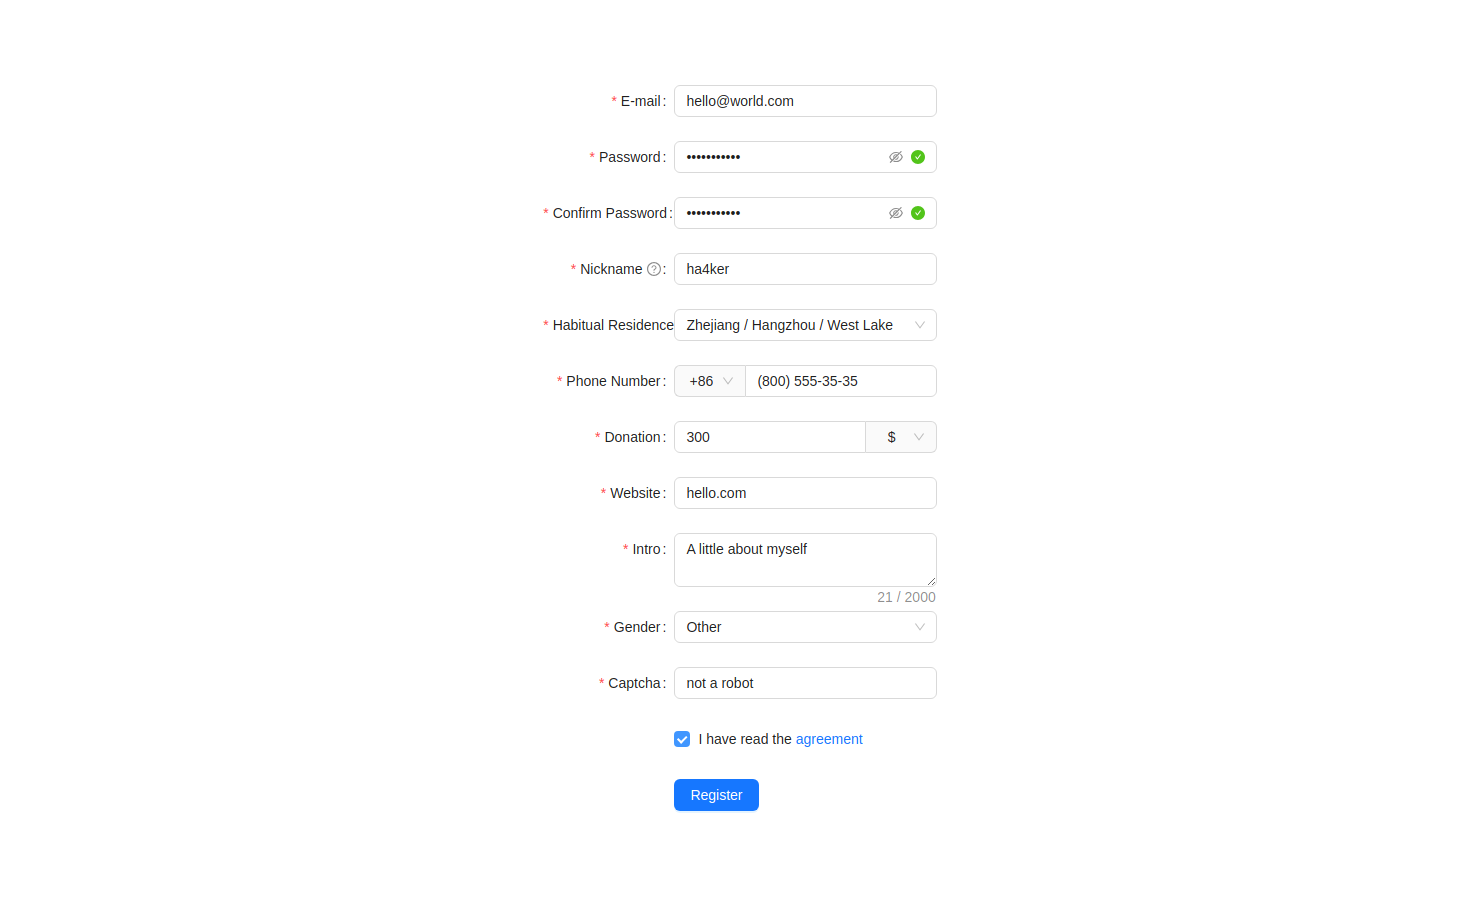 * E-mail: hello@world.com
* Password: •••••••••••
* Confirm Password: •••••••••••
* Nickname : ha4ker
* Habitual Residence Zhejiang / Hangzhou / West Lake
* Phone Number: +86 (800) 555-35-35
* Donation: 300 $
* Website: hello.com
* Intro: A little about myself
21 / 2000
* Gender: Other
* Captcha: not a robot
I have read the agreement
Register